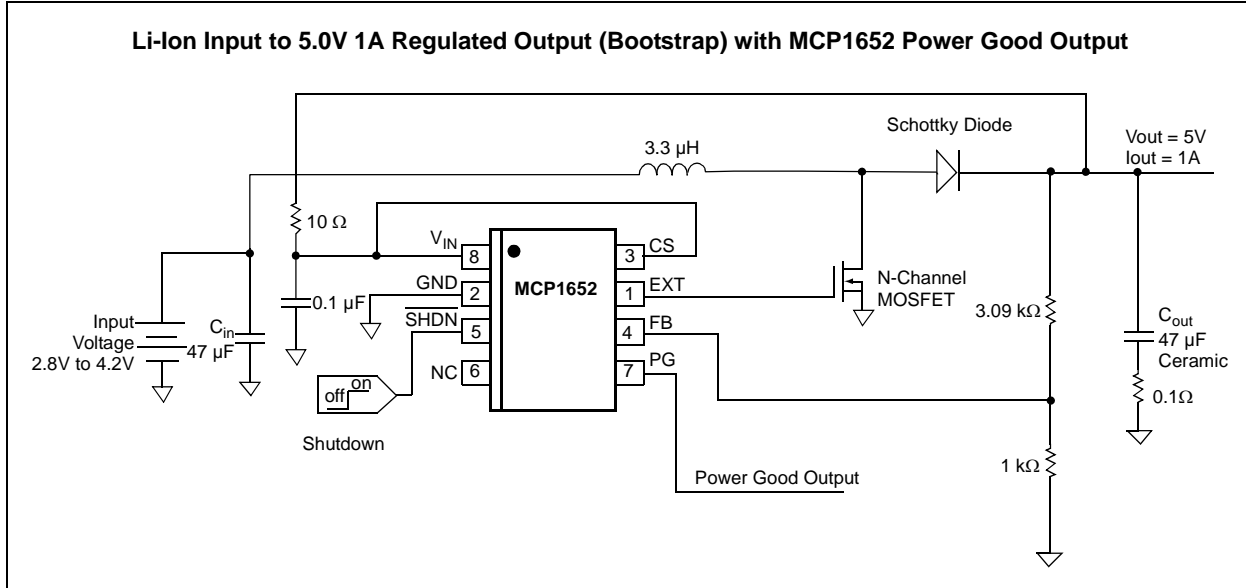 Li-Ion Input to 5.0V 1A Regulated Output (Bootstrap) with MCP1652 Power Good Output
Schottky Diode
Vout = 5V
Iout = 1A
3.3 µH
10 Ω
VIN
8
CS
3
GND
2
MCP1652
EXT
1
N-Channel
MOSFET
0.1 µF
SHDN
5
FB
4
3.09 kΩ
Input
Voltage
2.8V to 4.2V
Cin
47 µF
NC
6
PG
7
Cout
47 µF
Ceramic
0.1Ω
off
on
Shutdown
1 kΩ
Power Good Output